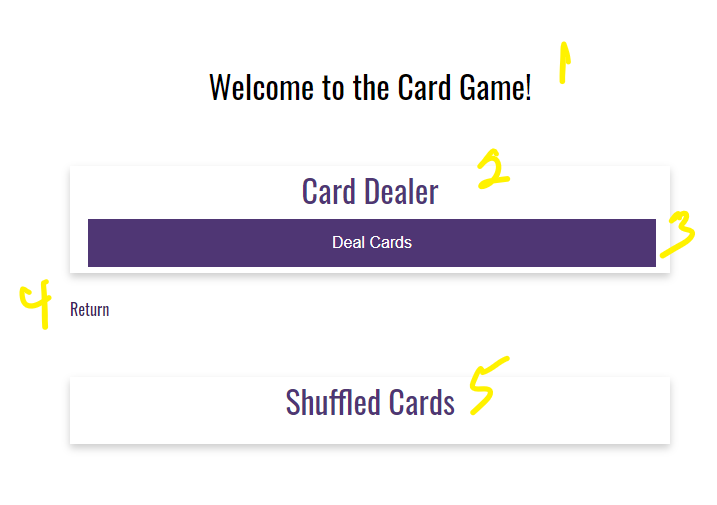 1
Welcome to the Card Game!
2
Card Dealer
Deal Cards
3
4
Return
Shuffled Cards
5